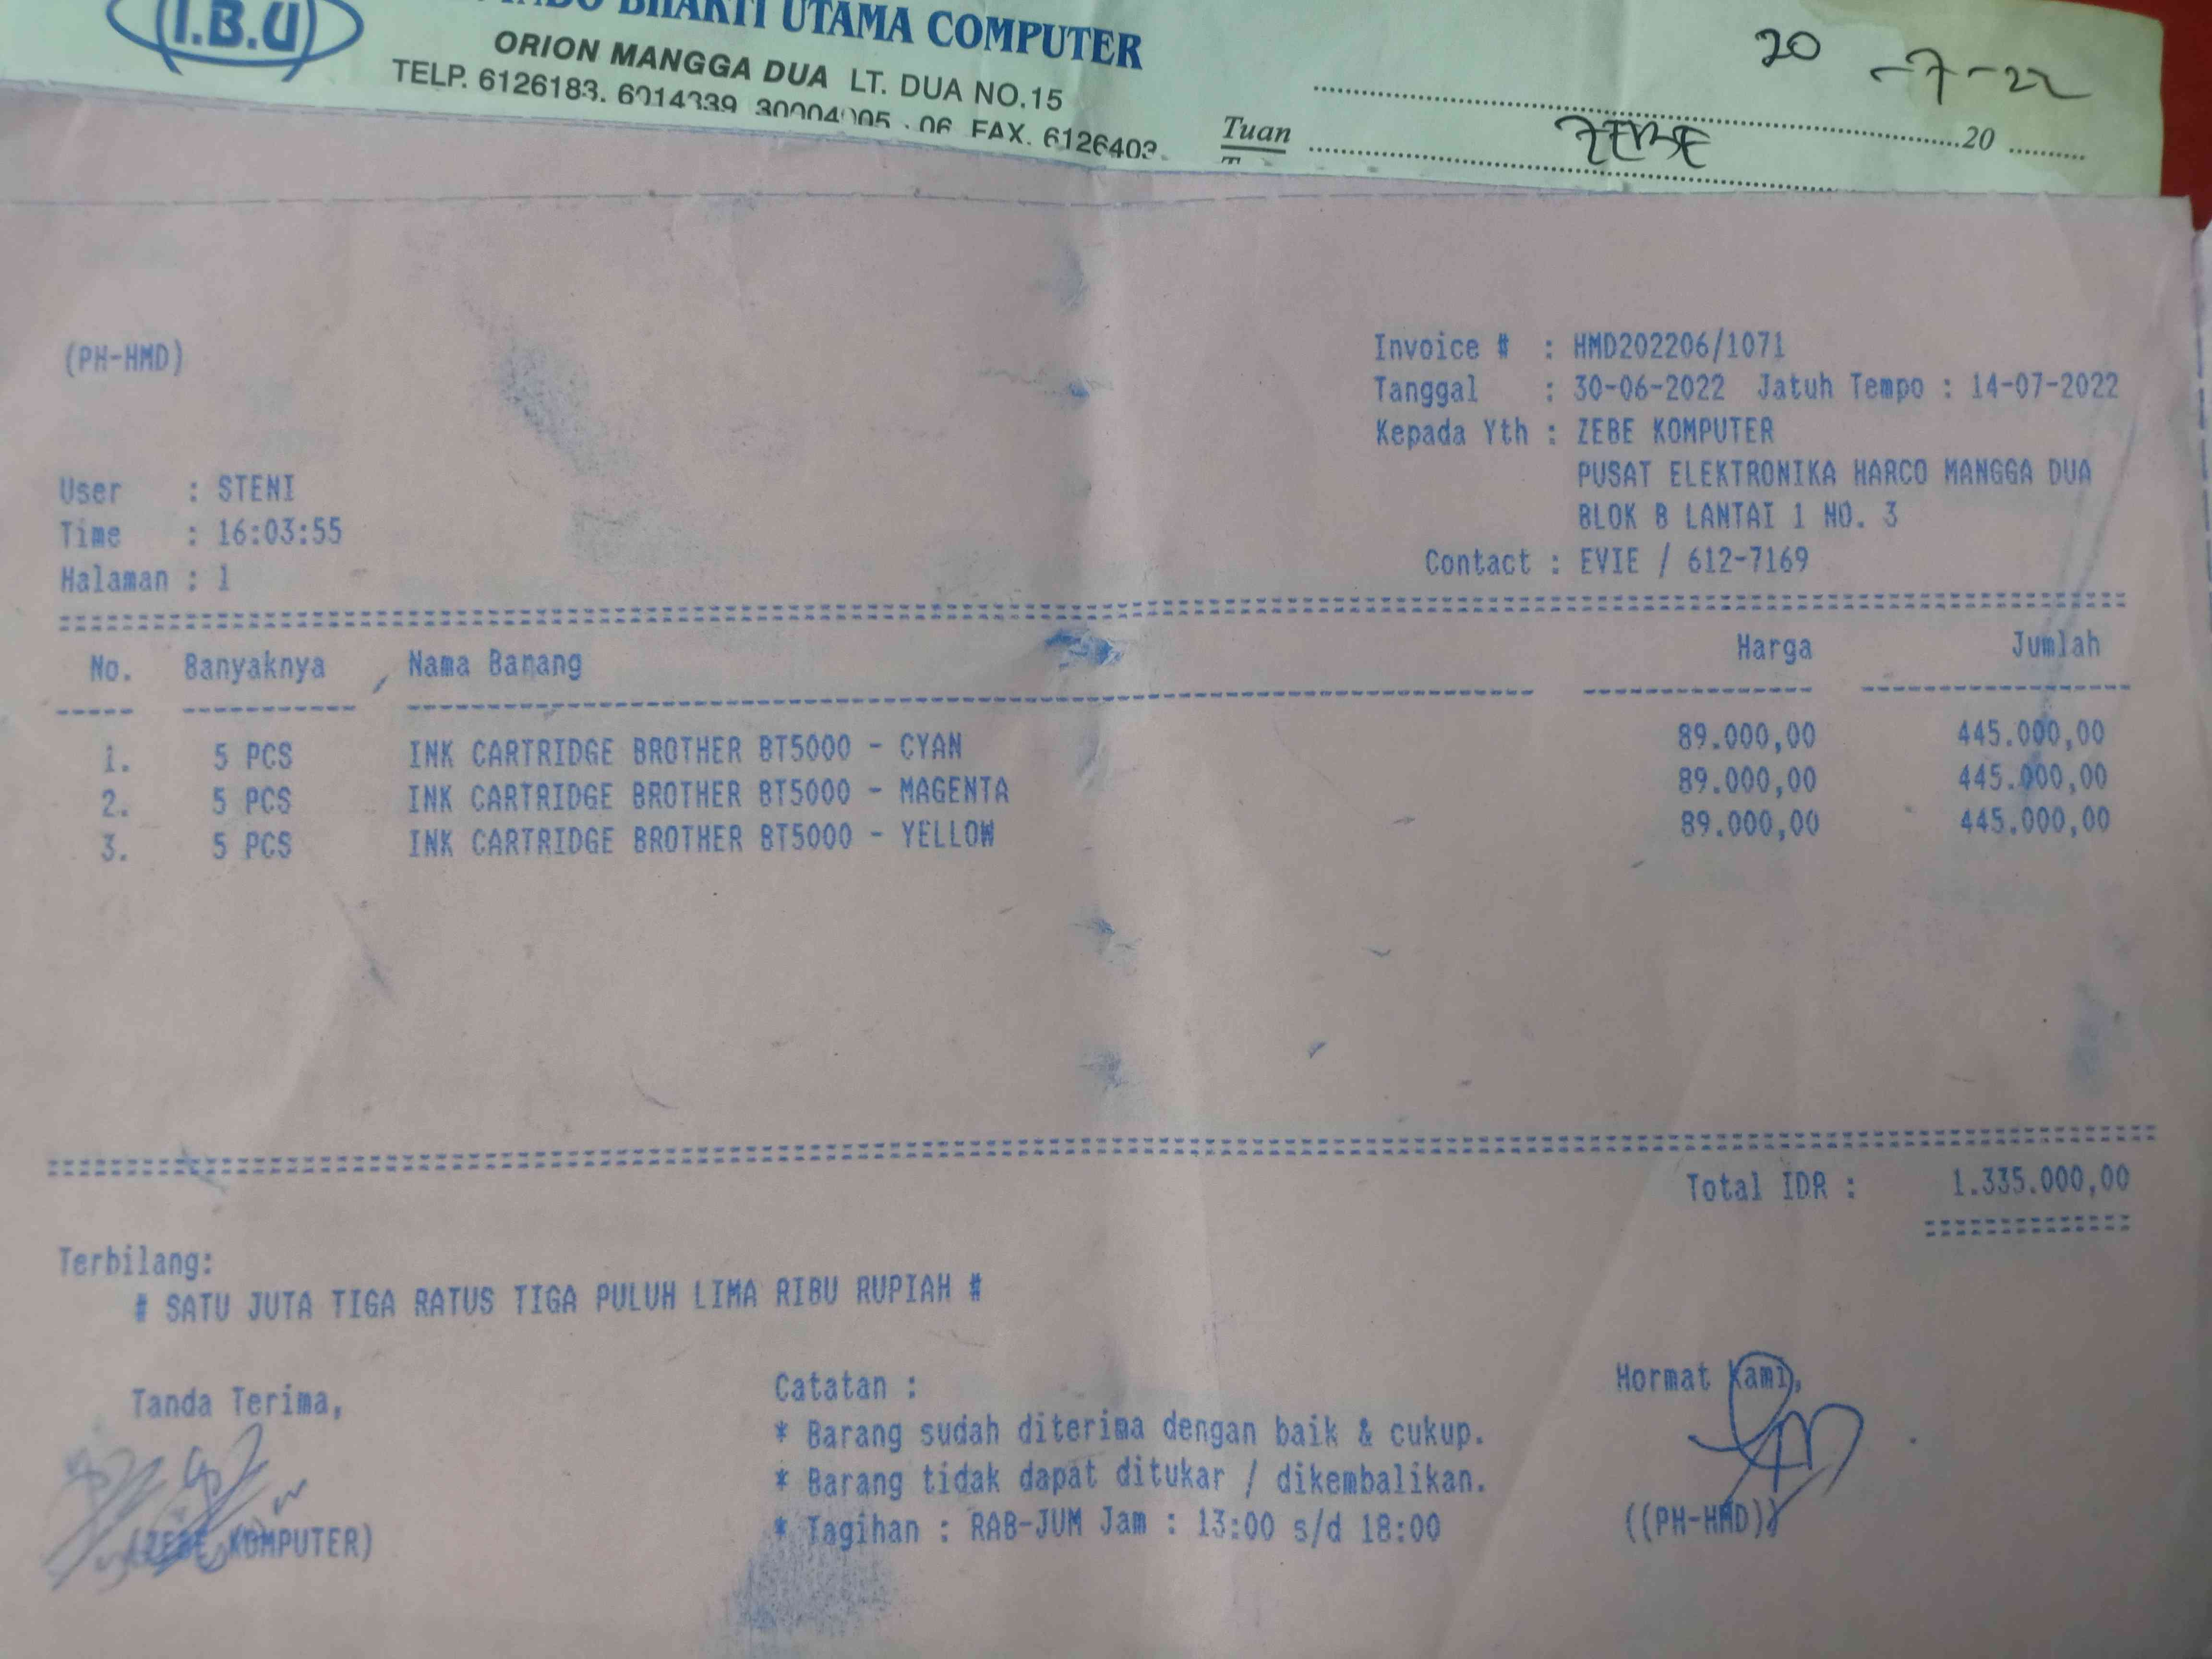 I.B.U
BHAKTI UTAMA COMPUTER
ORION MANGGA DUA LT. DUA NO.15
TELP. 6126183. 6014339 FAX. 6126403
20 -7-22
20
Tuan ZEBE
(PH-HMD)
Invoice # : HMD202206/1071
Tanggal : 30-06-2022 Jatuh Tempo : 14-07-2022
Kepada Yth : ZEBE KOMPUTER
PUSAT ELEKTRONIKA HARCO MANGGA DUA
BLOK B LANTAI 1 NO. 3
Contact : EVIE / 612-7169
User : STENI
Time : 16:03:55
Halaman : 1
No. Banyaknya Nama Barang Harga Jumlah
1. 5 PCS INK CARTRIDGE BROTHER BT5000 - CYAN 89.000,00 445.000,00
2. 5 PCS INK CARTRIDGE BROTHER BT5000 - MAGENTA 89.000,00 445.000,00
3. 5 PCS INK CARTRIDGE BROTHER BT5000 - YELLOW 89.000,00 445.000,00
Total IDR : 1.335.000,00
Terbilang:
# SATU JUTA TIGA RATUS TIGA PULUH LIMA RIBU RUPIAH #
Tanda Terima,
(ZEBE KOMPUTER)
Catatan :
* Barang sudah diterima dengan baik & cukup.
* Barang tidak dapat ditukar / dikembalikan.
* Tagihan : RAB-JUM Jam : 13:00 s/d 18:00
Hormat Kami,
((PH-HMD))